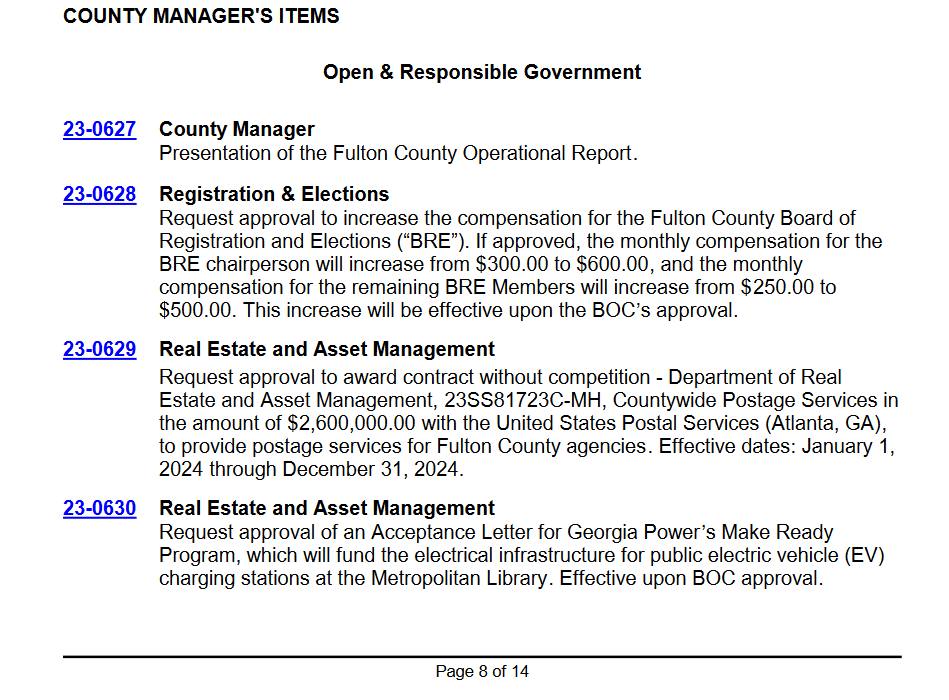 COUNTY MANAGER'S ITEMS
Open & Responsible Government
23-0627 County Manager
Presentation of the Fulton County Operational Report.
23-0628 Registration & Elections
Request approval to increase the compensation for the Fulton County Board of
Registration and Elections (“BRE”). If approved, the monthly compensation for the
BRE chairperson will increase from $300.00 to $600.00, and the monthly
compensation for the remaining BRE Members will increase from $250.00 to
$500.00. This increase will be effective upon the BOC’s approval.
23-0629 Real Estate and Asset Management
Request approval to award contract without competition - Department of Real
Estate and Asset Management, 23SS81723C-MH, Countywide Postage Services in
the amount of $2,600,000.00 with the United States Postal Services (Atlanta, GA),
to provide postage services for Fulton County agencies. Effective dates: January 1,
2024 through December 31, 2024.
23-0630 Real Estate and Asset Management
Request approval of an Acceptance Letter for Georgia Power’s Make Ready
Program, which will fund the electrical infrastructure for public electric vehicle (EV)
charging stations at the Metropolitan Library. Effective upon BOC approval.
Page 8 of 14